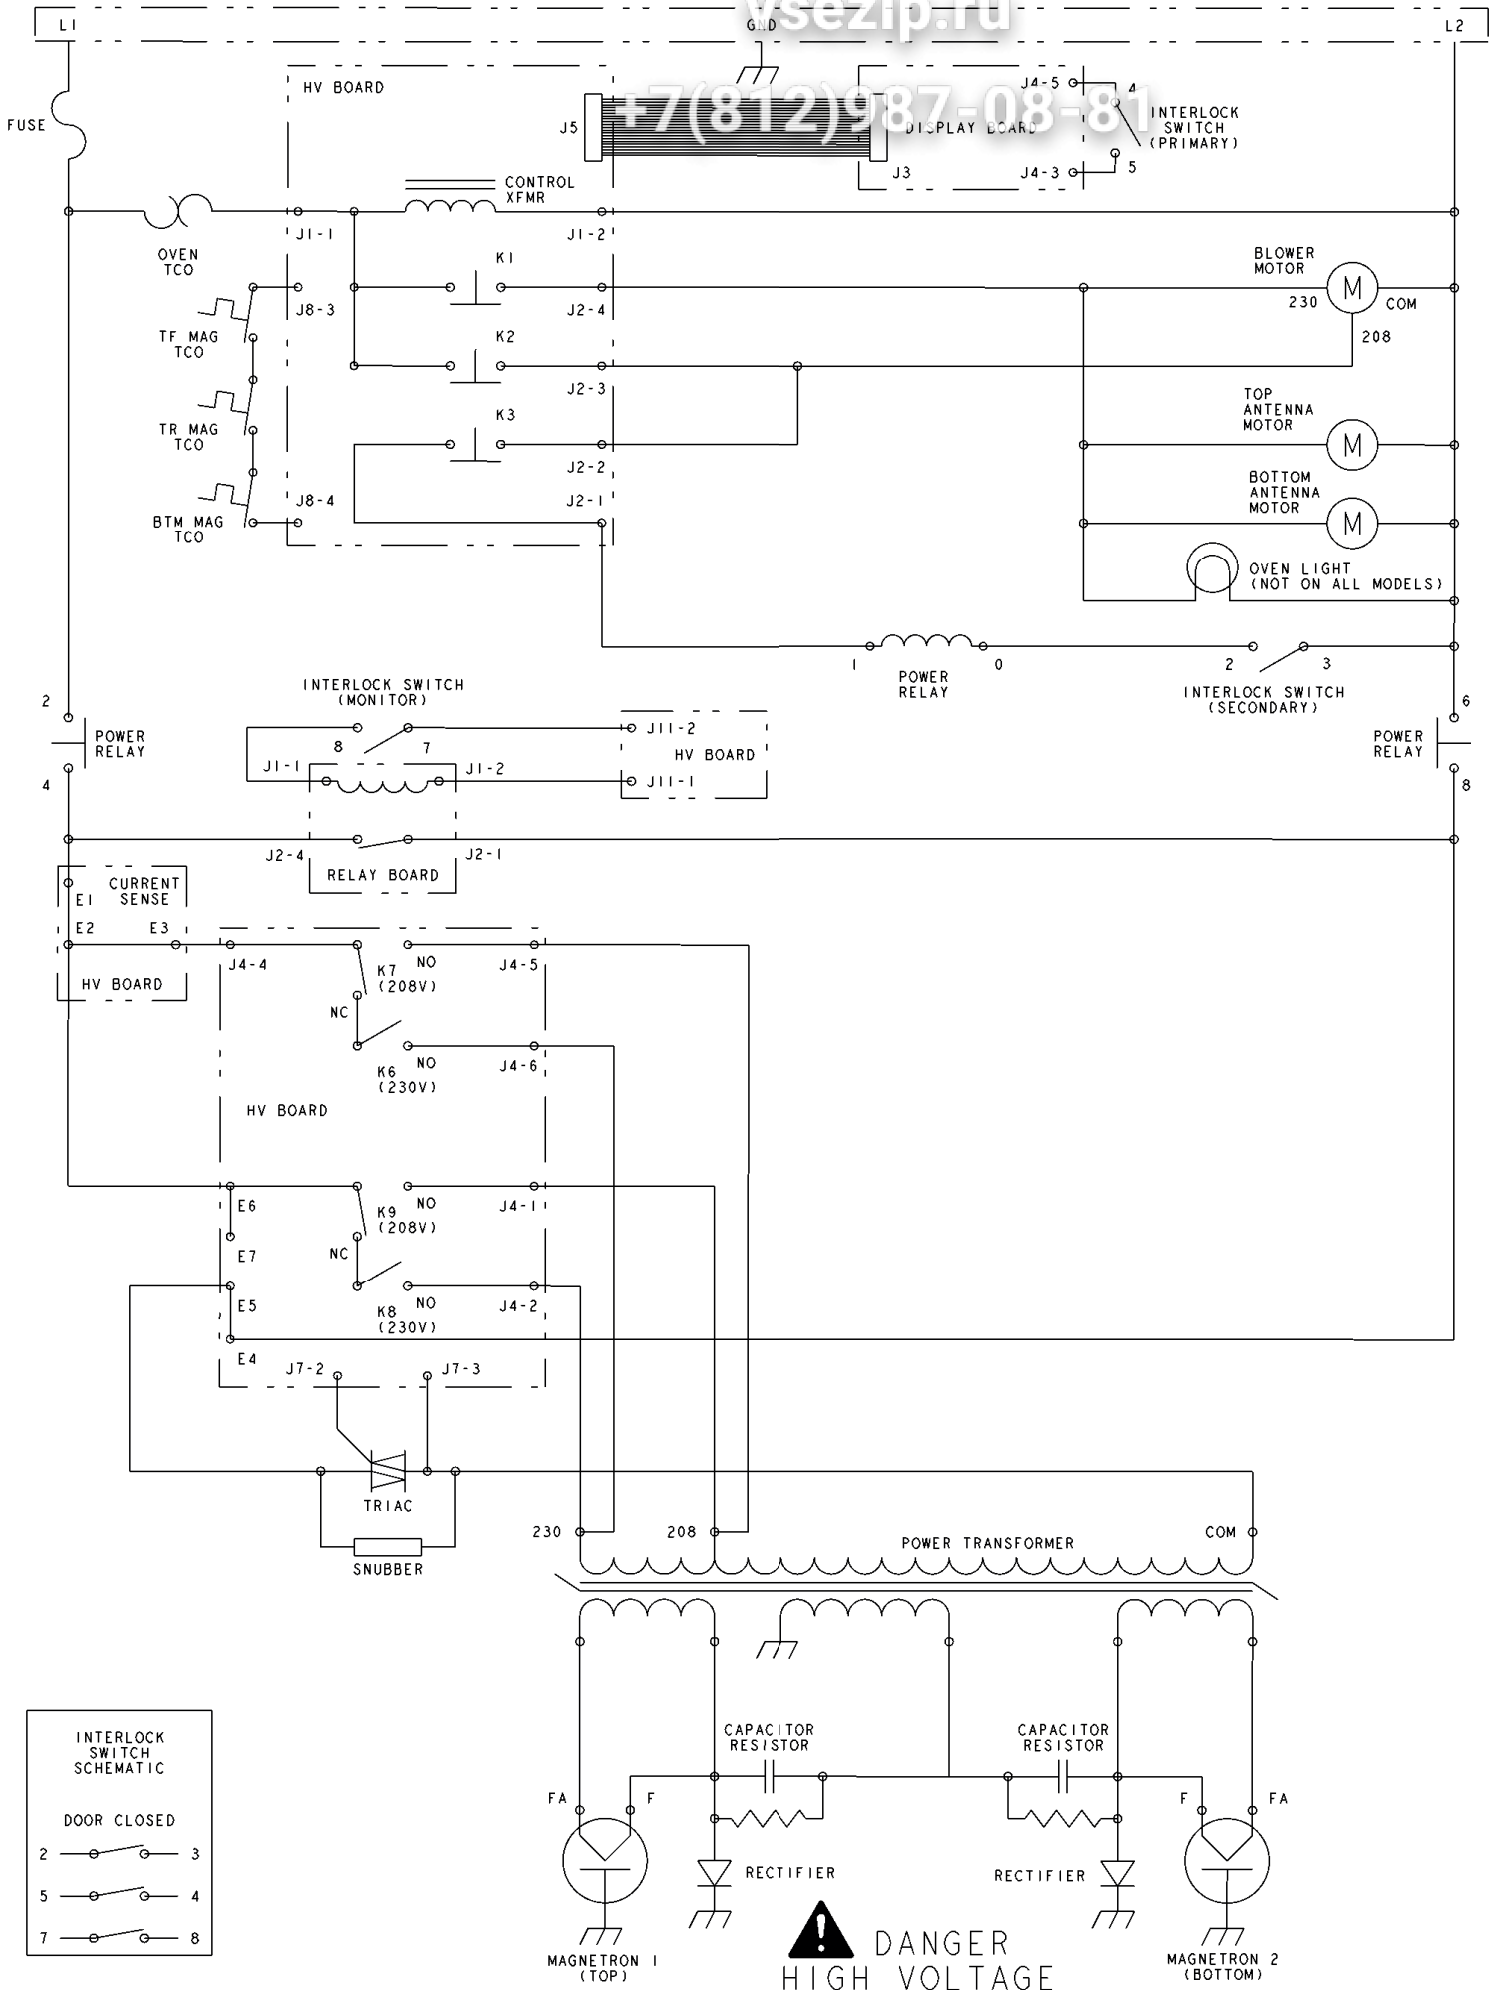 vsezip.ru
L1
GND
L2
+7(812)987-08-81
HV BOARD
J4-5
4
INTERLOCK
SWITCH
(PRIMARY)
FUSE
J5
DISPLAY BOARD
J3
J4-3
5
CONTROL
XFMR
J1-1
J1-2
OVEN
TCO
K1
BLOWER
MOTOR
230
M
COM
208
J8-3
J2-4
TF MAG
TCO
K2
J2-3
TR MAG
TCO
K3
J2-2
TOP
ANTENNA
MOTOR
M
J8-4
J2-1
BOTTOM
ANTENNA
MOTOR
M
BTM MAG
TCO
OVEN LIGHT
(NOT ON ALL MODELS)
1
0
POWER
RELAY
2
3
INTERLOCK SWITCH
(SECONDARY)
INTERLOCK SWITCH
(MONITOR)
2
POWER
RELAY
4
8
7
J11-2
HV BOARD
J11-1
6
POWER
RELAY
8
J1-1
J1-2
J2-4
J2-1
RELAY BOARD
CURRENT
SENSE
E1
E2
E3
HV BOARD
J4-4
K7
(208V)
NO
J4-5
NC
K6
(230V)
NO
J4-6
HV BOARD
E6
K9
(208V)
NO
J4-1
E7
NC
E5
K8
(230V)
NO
J4-2
E4
J7-2
J7-3
TRIAC
SNUBBER
230
208
POWER TRANSFORMER
COM
CAPACITOR
RESISTOR
CAPACITOR
RESISTOR
FA
F
F
FA
RECTIFIER
RECTIFIER
MAGNETRON 1
(TOP)
MAGNETRON 2
(BOTTOM)
! DANGER
HIGH VOLTAGE
INTERLOCK
SWITCH
SCHEMATIC
DOOR CLOSED
2 3
5 4
7 8